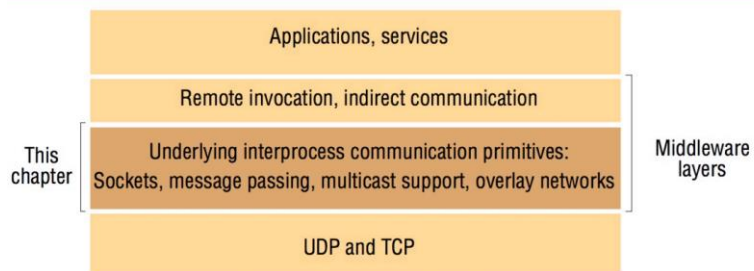 Applications, services
Remote invocation, indirect communication
This
chapter
Underlying interprocess communication primitives:
Sockets, message passing, multicast support, overlay networks
Middleware
layers
UDP and TCP